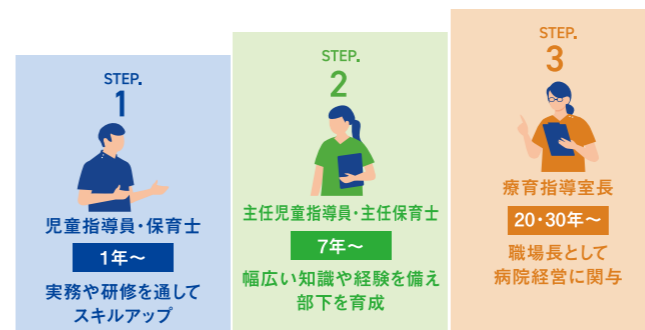 STEP.
1
児童指導員・保育士
1年～
実務や研修を通して
スキルアップ
STEP.
2
主任児童指導員・主任保育士
7年～
幅広い知識や経験を備え
部下を育成
STEP.
3
療育指導室長
20・30年～
職場長として
病院経営に関与